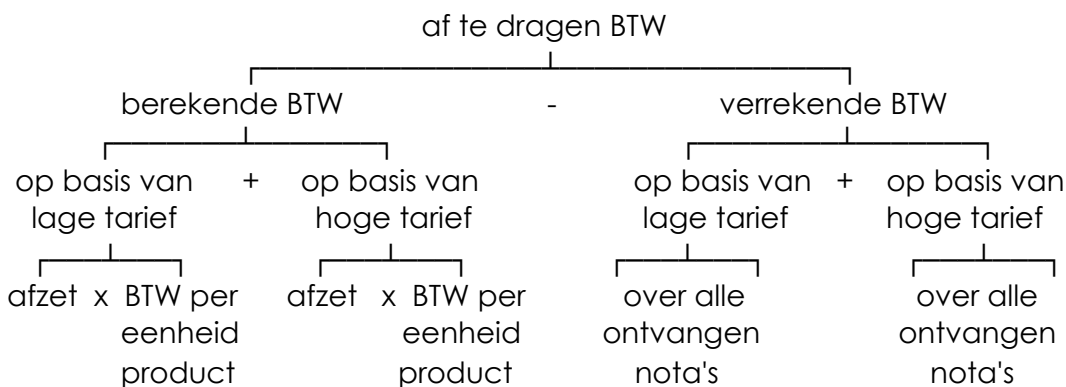 af te dragen BTW
berekende BTW - verrekende BTW
op basis van + op basis van op basis van + op basis van
lage tarief hoge tarief lage tarief hoge tarief
afzet x BTW per afzet x BTW per over alle over alle
eenheid eenheid ontvangen ontvangen
product product nota's nota's